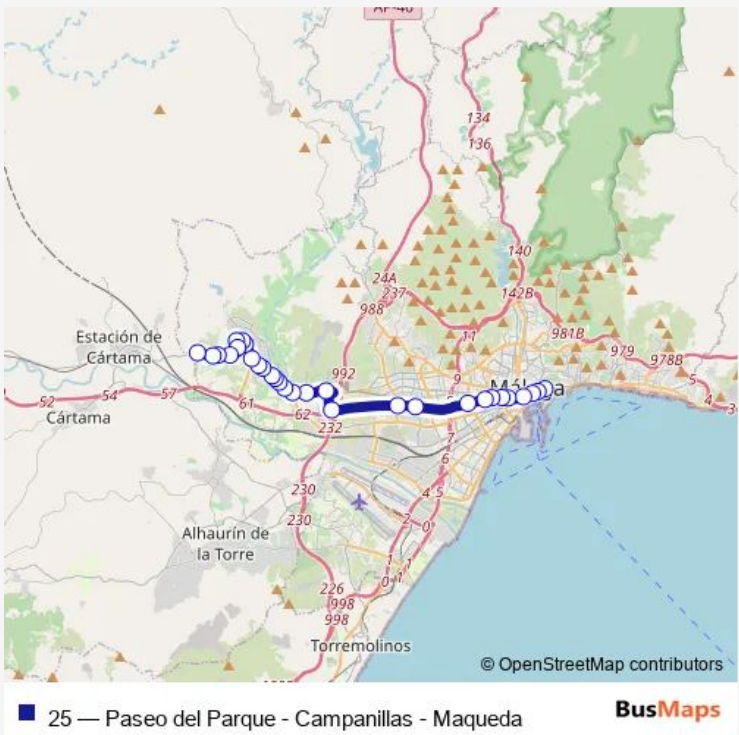 AP-46
134
136
140
24A
237
142B
988
11
981B
979
978B
Estación de
Cártama
992
9
5
Málaga
52
54
57
61
4
3
Cártama
62
232
7
6
230
4 5
230
2
0
Alhaurín de
la Torre
1
1
0
1
226
998
998
Torremolinos
© OpenStreetMap contributors
25 — Paseo del Parque - Campanillas - Maqueda
BusMaps